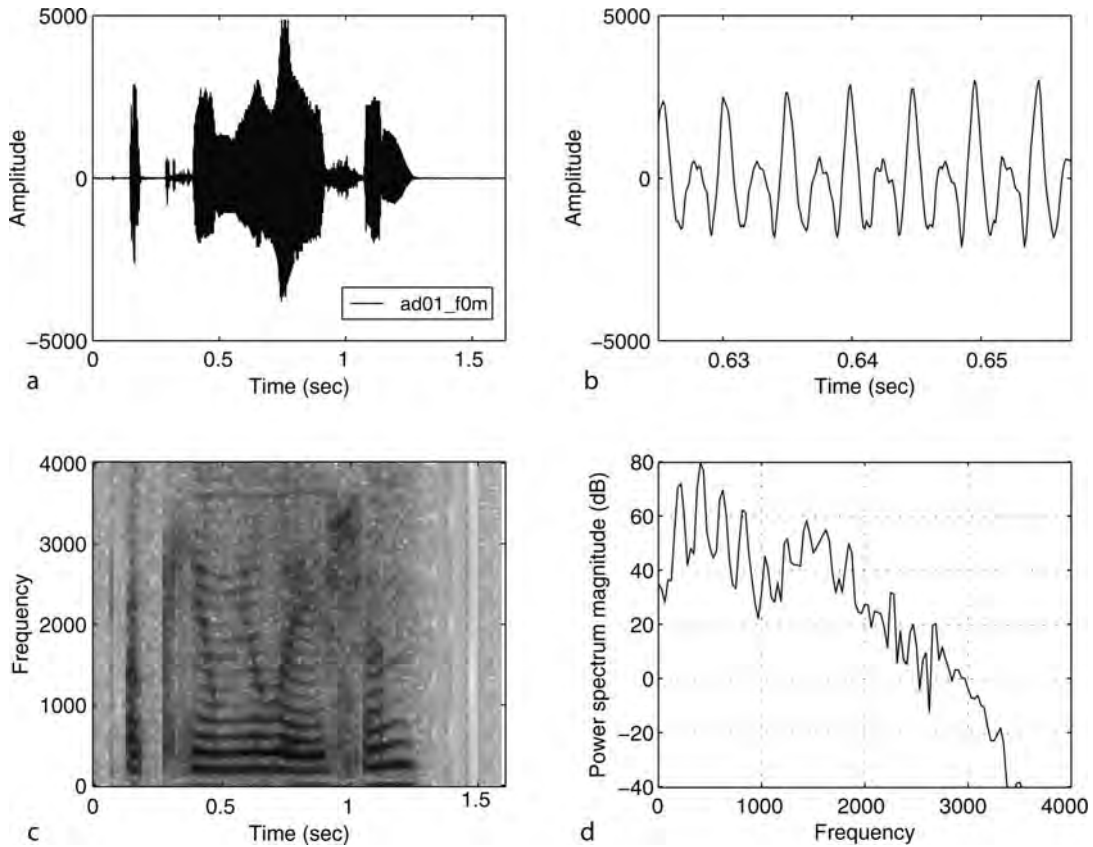 5000
0
−5000
Amplitude
0
0.5
1
1.5
Time (sec)
ad01_f0m
a
5000
0
−5000
Amplitude
0.63
0.64
0.65
Time (sec)
b
4000
3000
2000
1000
0
Frequency
0
0.5
1
1.5
Time (sec)
c
80
60
40
20
0
−20
−40
Power spectrum magnitude (dB)
0
1000
2000
3000
4000
Frequency
d